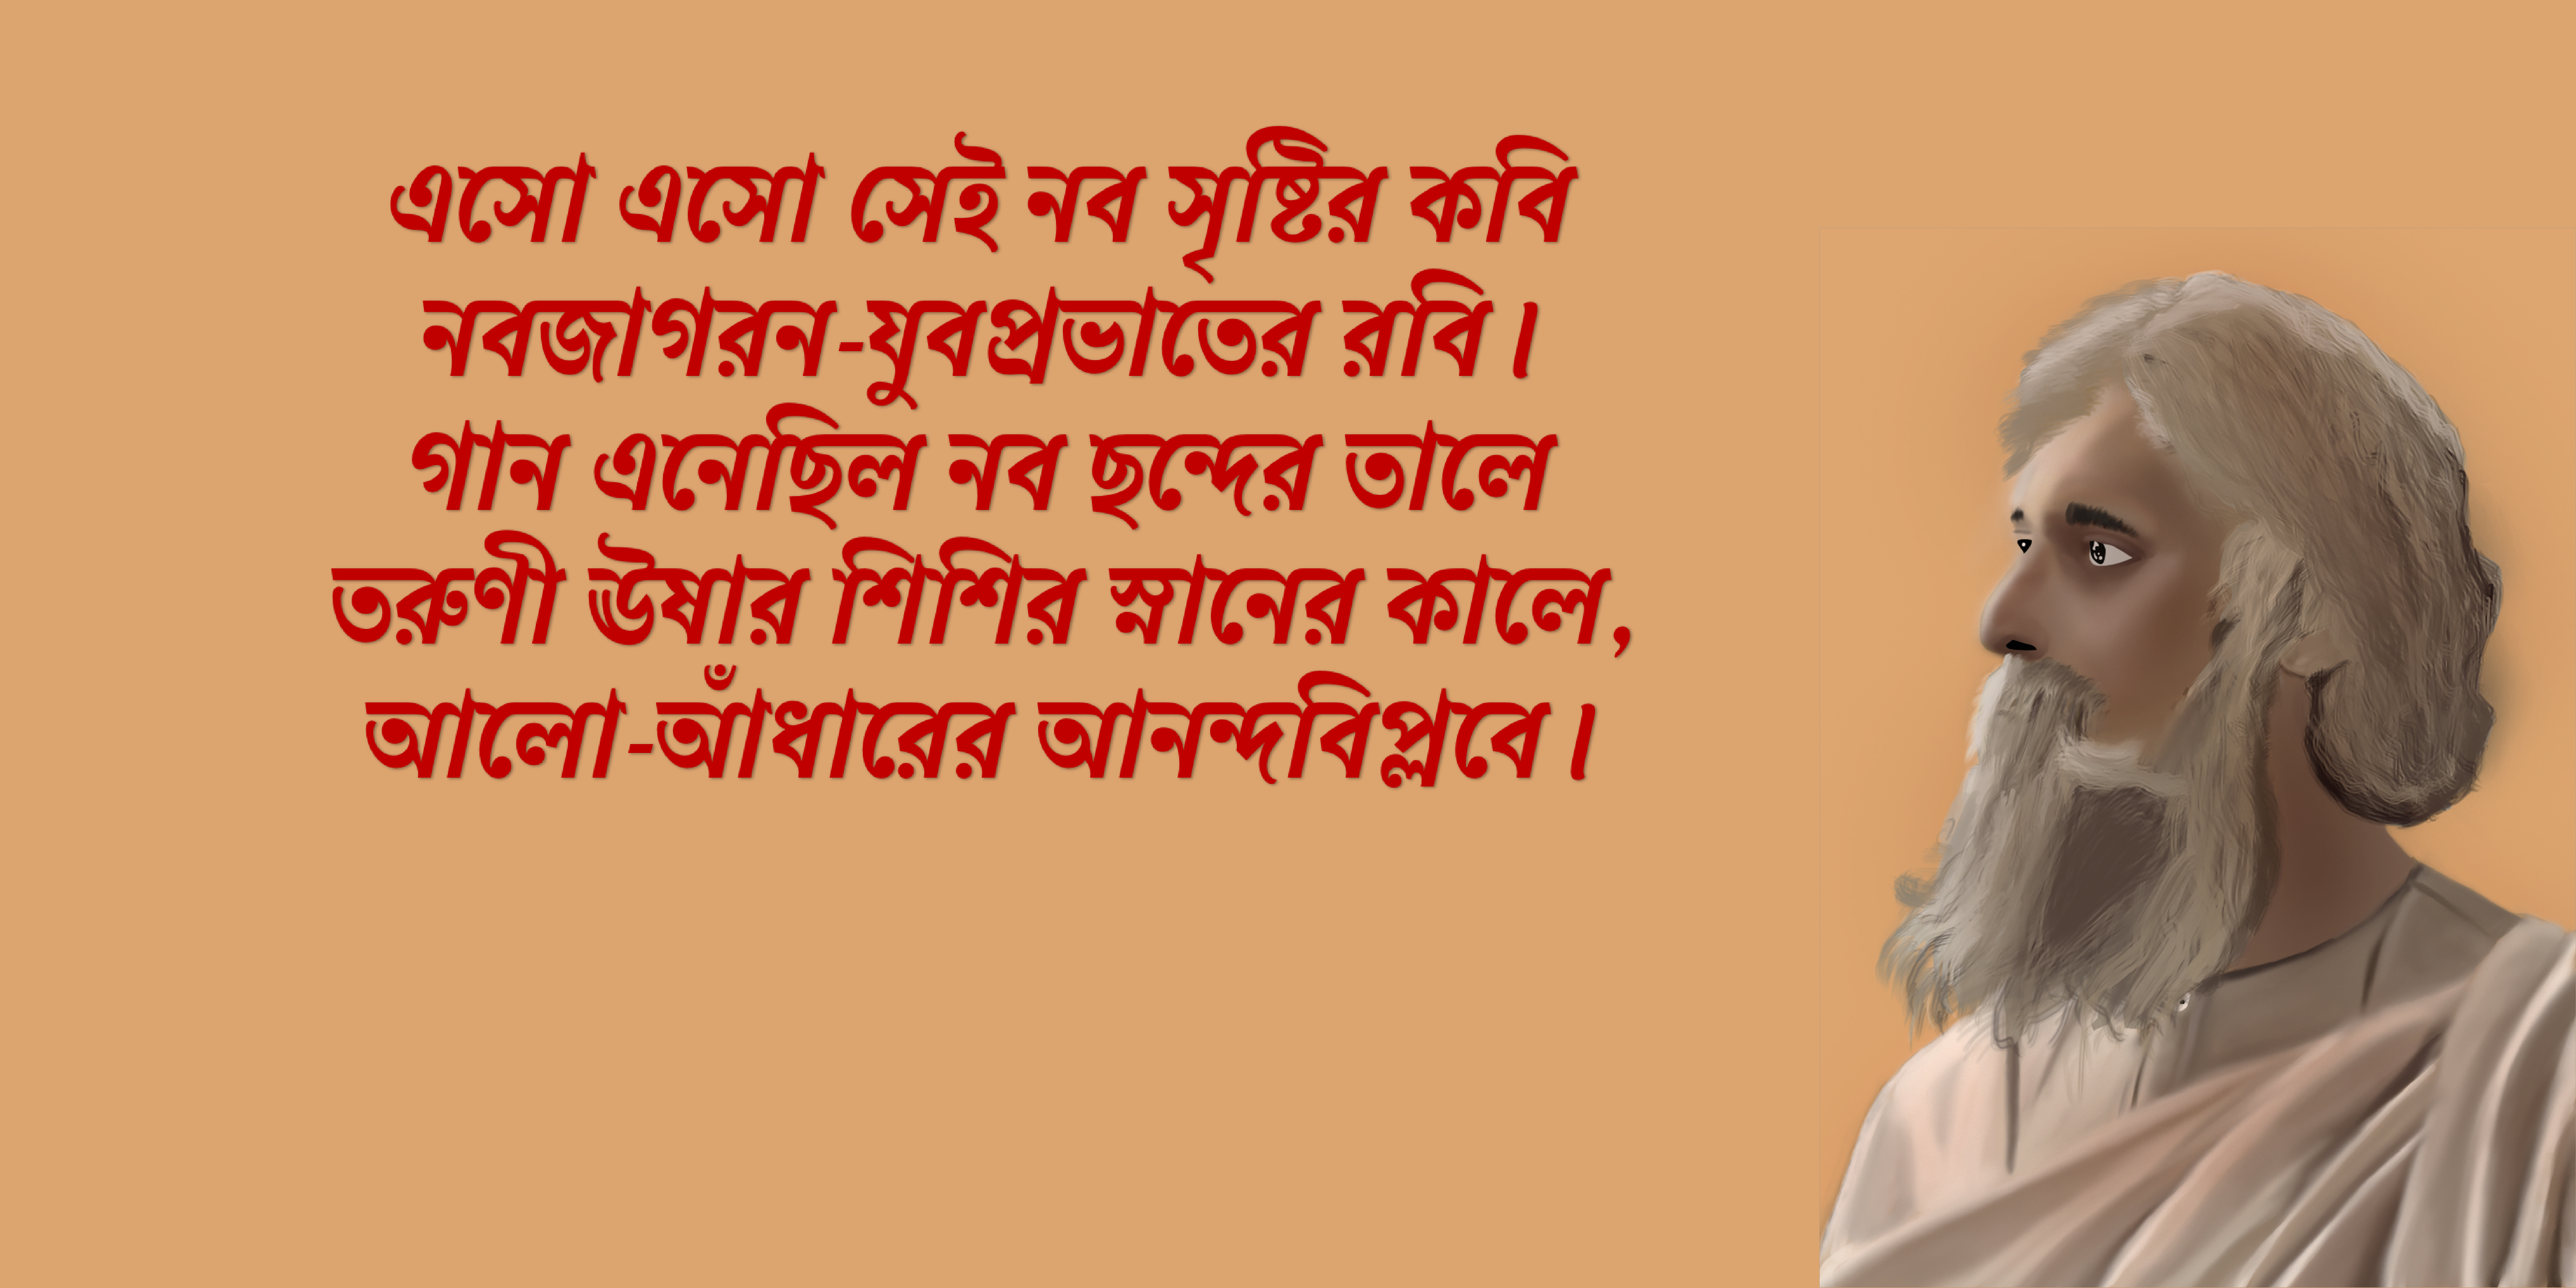 এসো এসো সেই নব সৃষ্টির কবি
নবজাগরন-যুবপ্রভাতের রবি।
গান এনেছিল নব ছন্দের তালে
তরুণী ঊষার শিশির স্নানের কালে,
আলো-আঁধারের আনন্দবিপ্লবে।